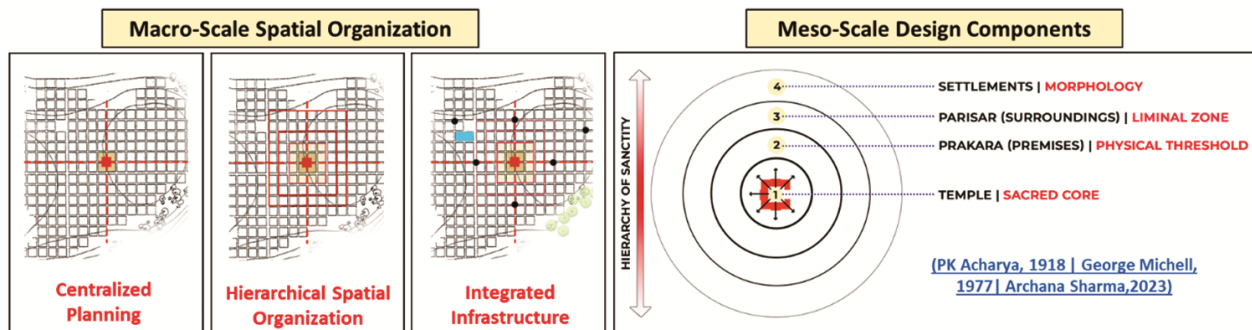 Macro-Scale Spatial Organization
Centralized
Planning
Hierarchical Spatial
Organization
Integrated
Infrastructure
Meso-Scale Design Components
HIERARCHY OF SANCTITY
4
3
2
1
SETTLEMENTS | MORPHOLOGY
PARISAR (SURROUNDINGS) | LIMINAL ZONE
PRAKARA (PREMISES) | PHYSICAL THRESHOLD
TEMPLE | SACRED CORE
(PK Acharya, 1918 | George Michell,
1977| Archana Sharma,2023)